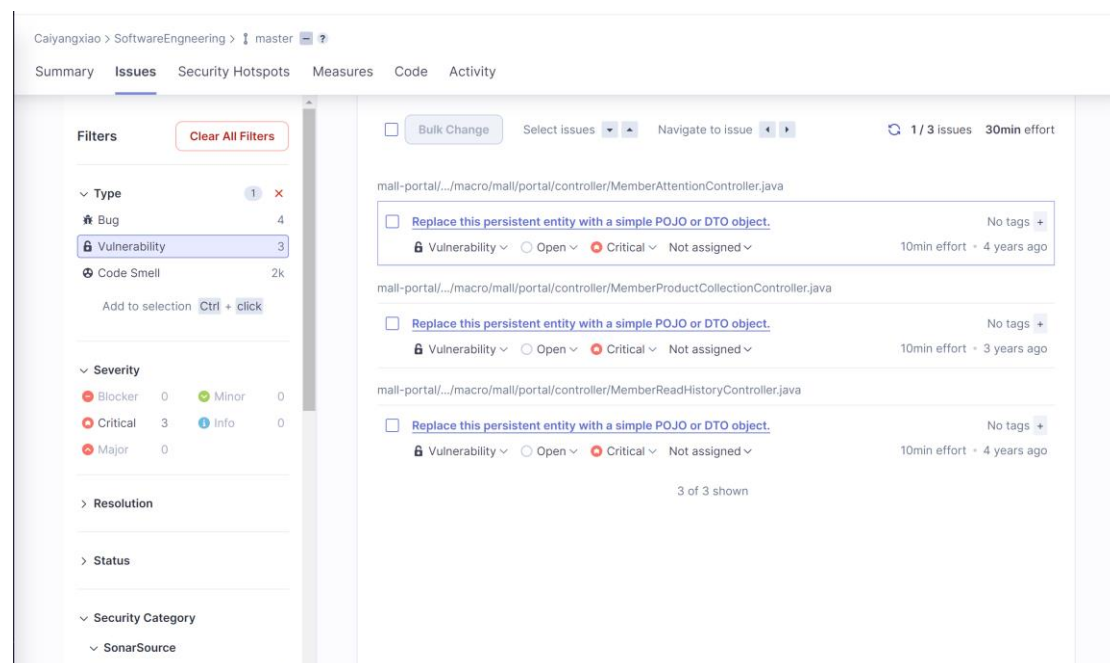 Caiyangxiao > SoftwareEngneering > master ?
Summary Issues Security Hotspots Measures Code Activity
Filters Clear All Filters
Type 1
Bug 4
Vulnerability 3
Code Smell 2k
Add to selection Ctrl + click
Severity
Blocker 0 Minor 0
Critical 3 Info 0
Major 0
Resolution
Status
Security Category
SonarSource
Bulk Change Select issues Navigate to issue 1 / 3 issues 30min effort
mall-portal/.../macro/mall/portal/controller/MemberAttentionController.java
Replace this persistent entity with a simple POJO or DTO object. No tags +
Vulnerability Open Critical Not assigned 10min effort • 4 years ago
mall-portal/.../macro/mall/portal/controller/MemberProductCollectionController.java
Replace this persistent entity with a simple POJO or DTO object. No tags +
Vulnerability Open Critical Not assigned 10min effort • 3 years ago
mall-portal/.../macro/mall/portal/controller/MemberReadHistoryController.java
Replace this persistent entity with a simple POJO or DTO object. No tags +
Vulnerability Open Critical Not assigned 10min effort • 4 years ago
3 of 3 shown